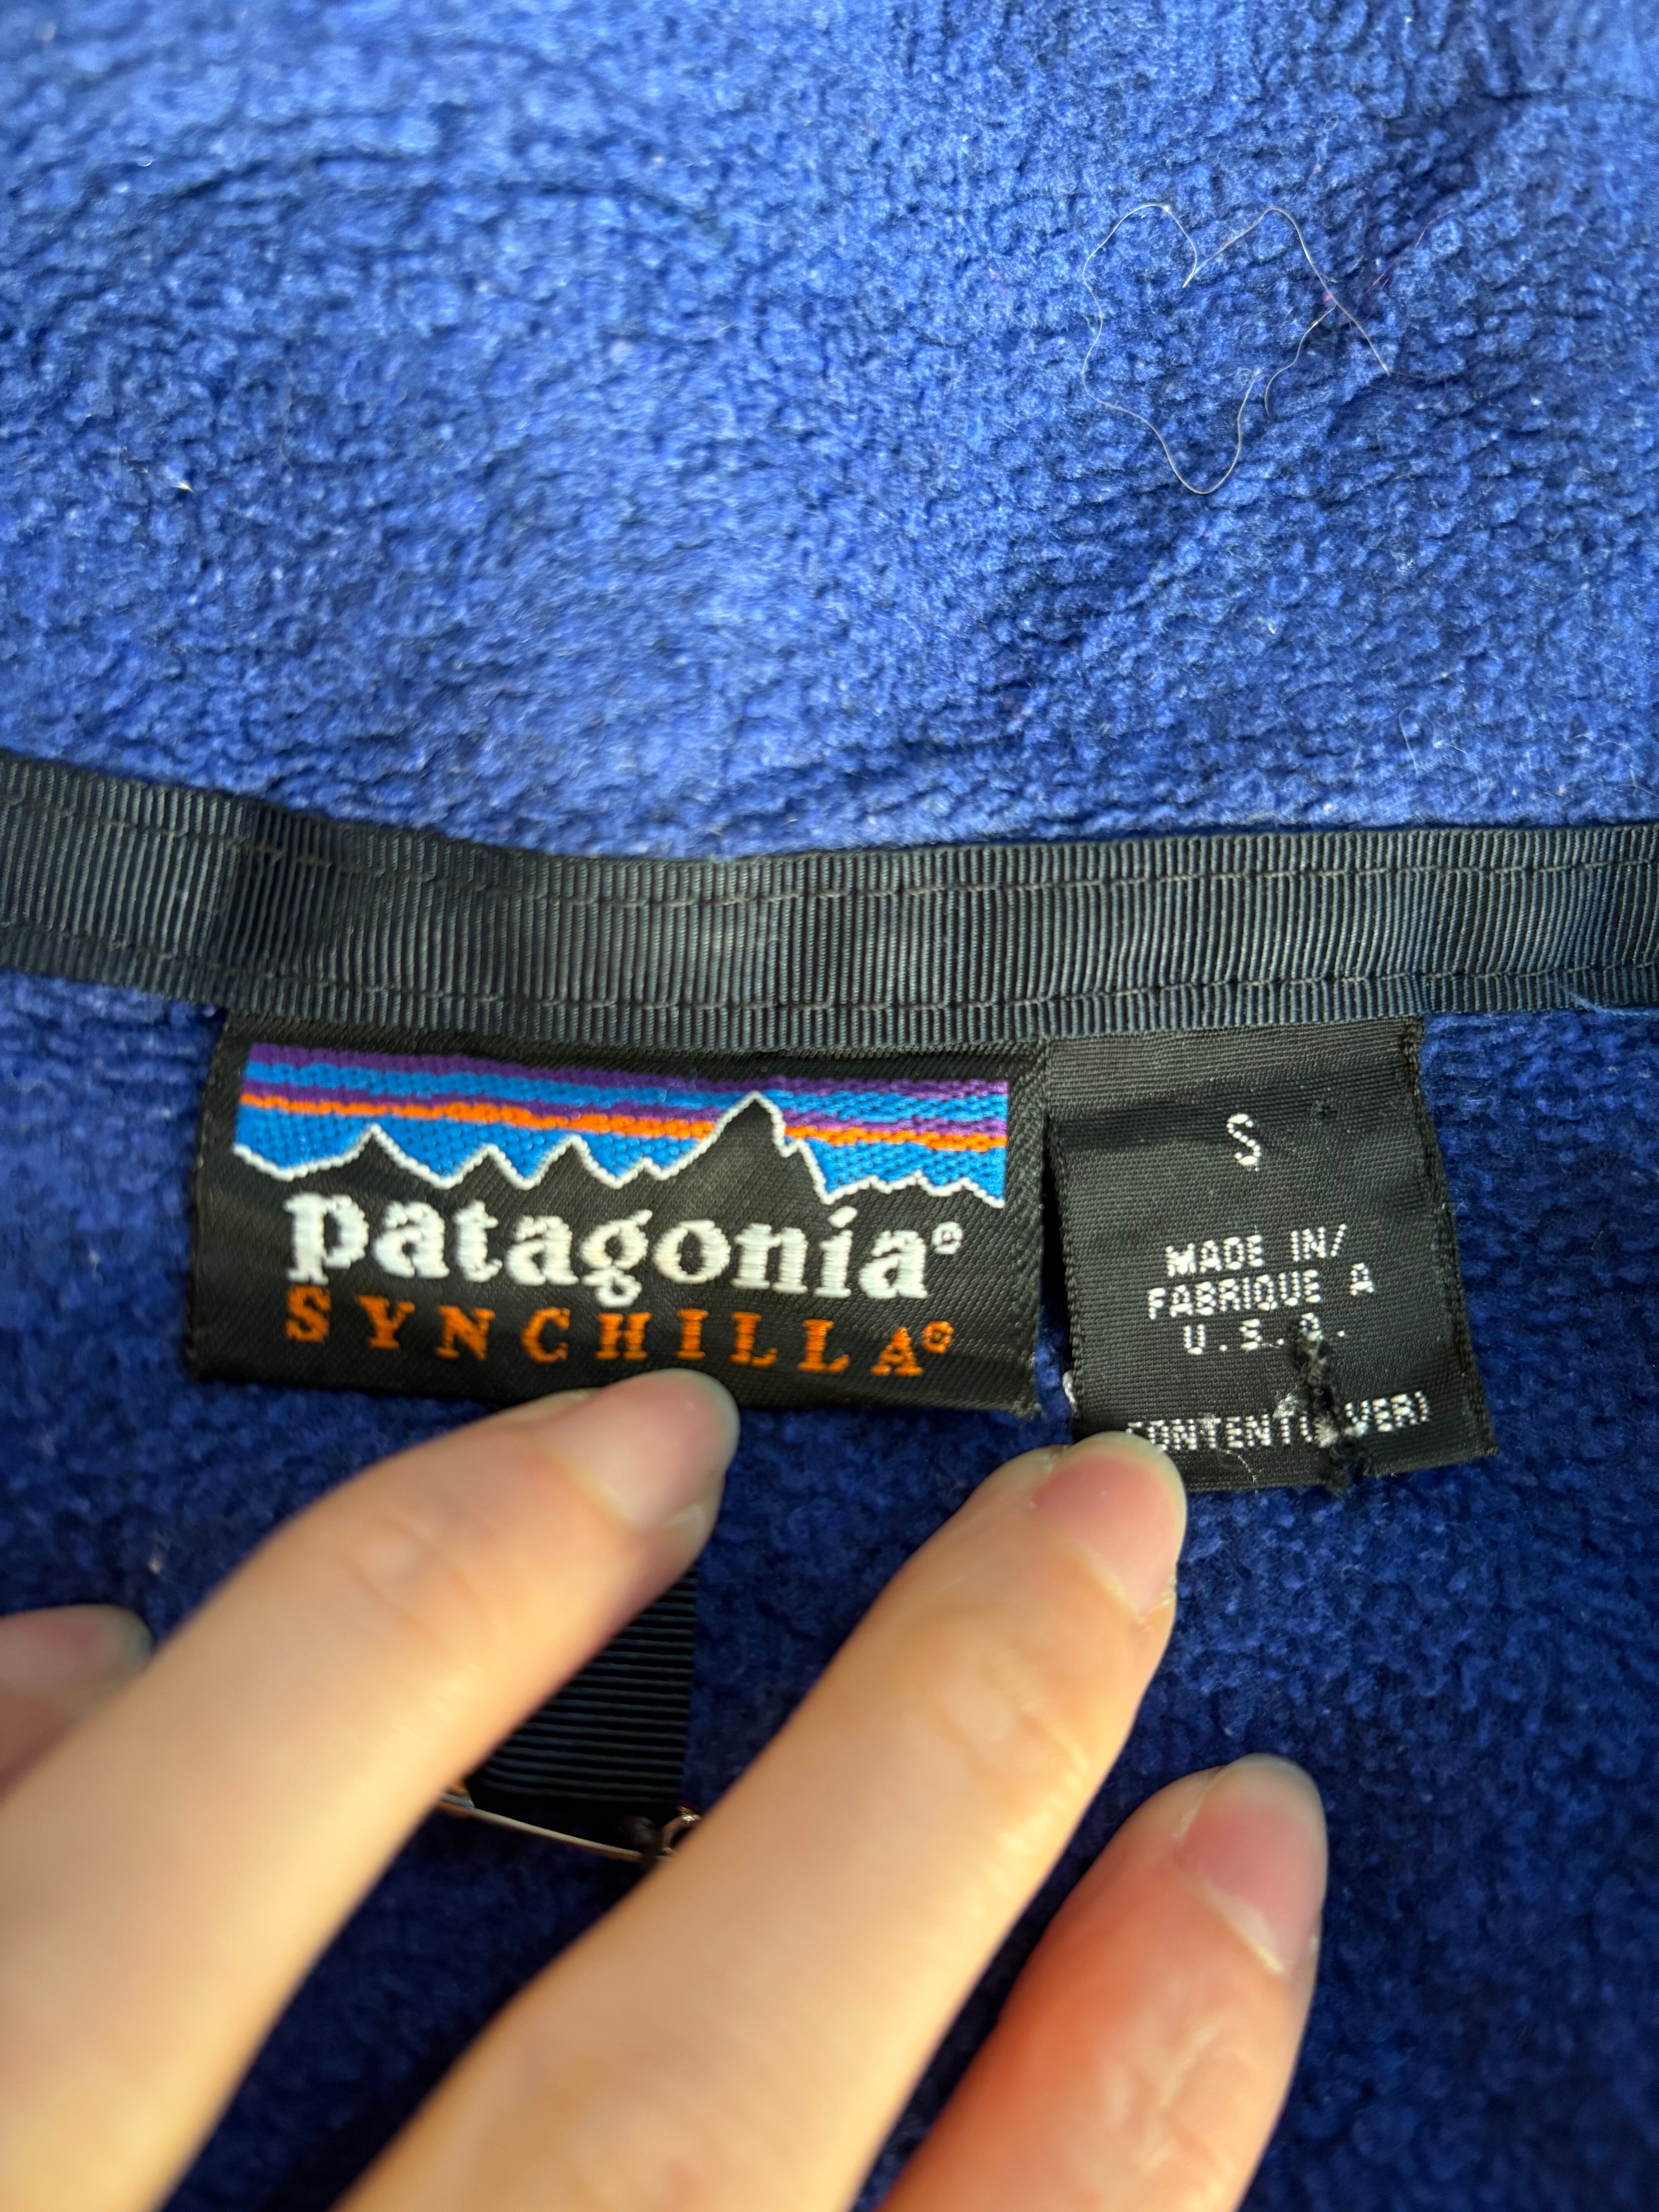 patagonia®
SYNCHILLA®
S
MADE IN/
FABRIQUE A
U.S.A.